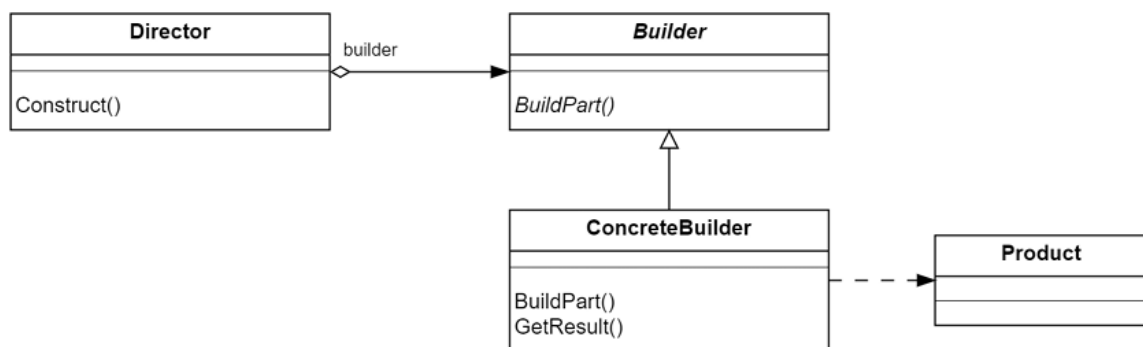 Director
builder
Builder
Construct()
BuildPart()
ConcreteBuilder
BuildPart()
GetResult()
Product